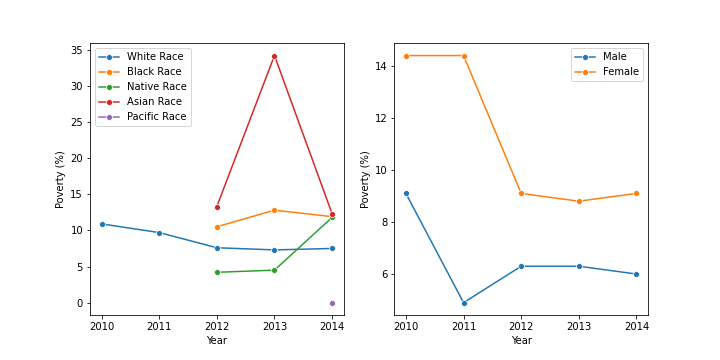 White Race
Black Race
Native Race
Asian Race
Pacific Race
35
30
25
20
15
10
5
0
Poverty (%)
2010 2011 2012 2013 2014
Year
Male
Female
14
12
10
8
6
Poverty (%)
2010 2011 2012 2013 2014
Year